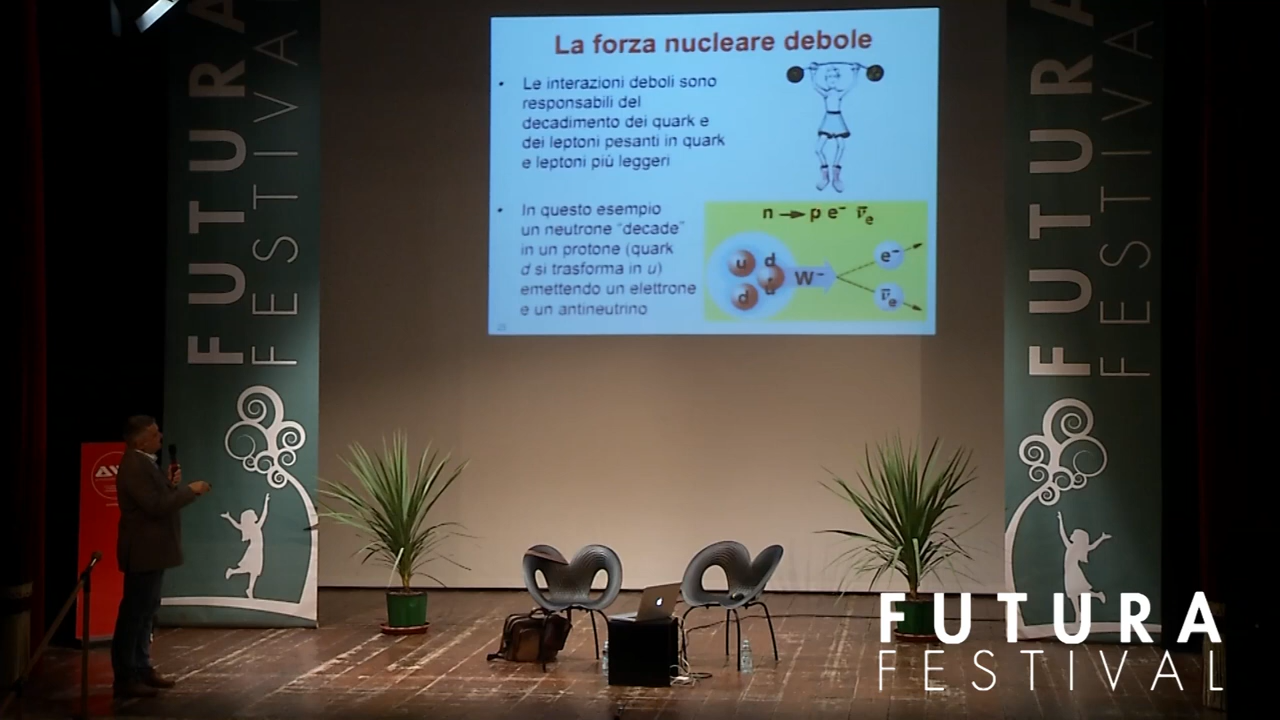 FUTURA
FESTIVA
La forza nucleare debole
• Le interazioni deboli sono
responsabili del
decadimento dei quark e
dei leptoni pesanti in quark
e leptoni più leggeri
• In questo esempio
un neutrone “decade”
in un protone (quark
d si trasforma in u)
emettendo un elettrone
e un antineutrino
n → p e⁻ ν̅e
u d
d u
W⁻
e⁻
ν̅e
FUTURA
FESTIVA
FUTURA
FESTIVAL